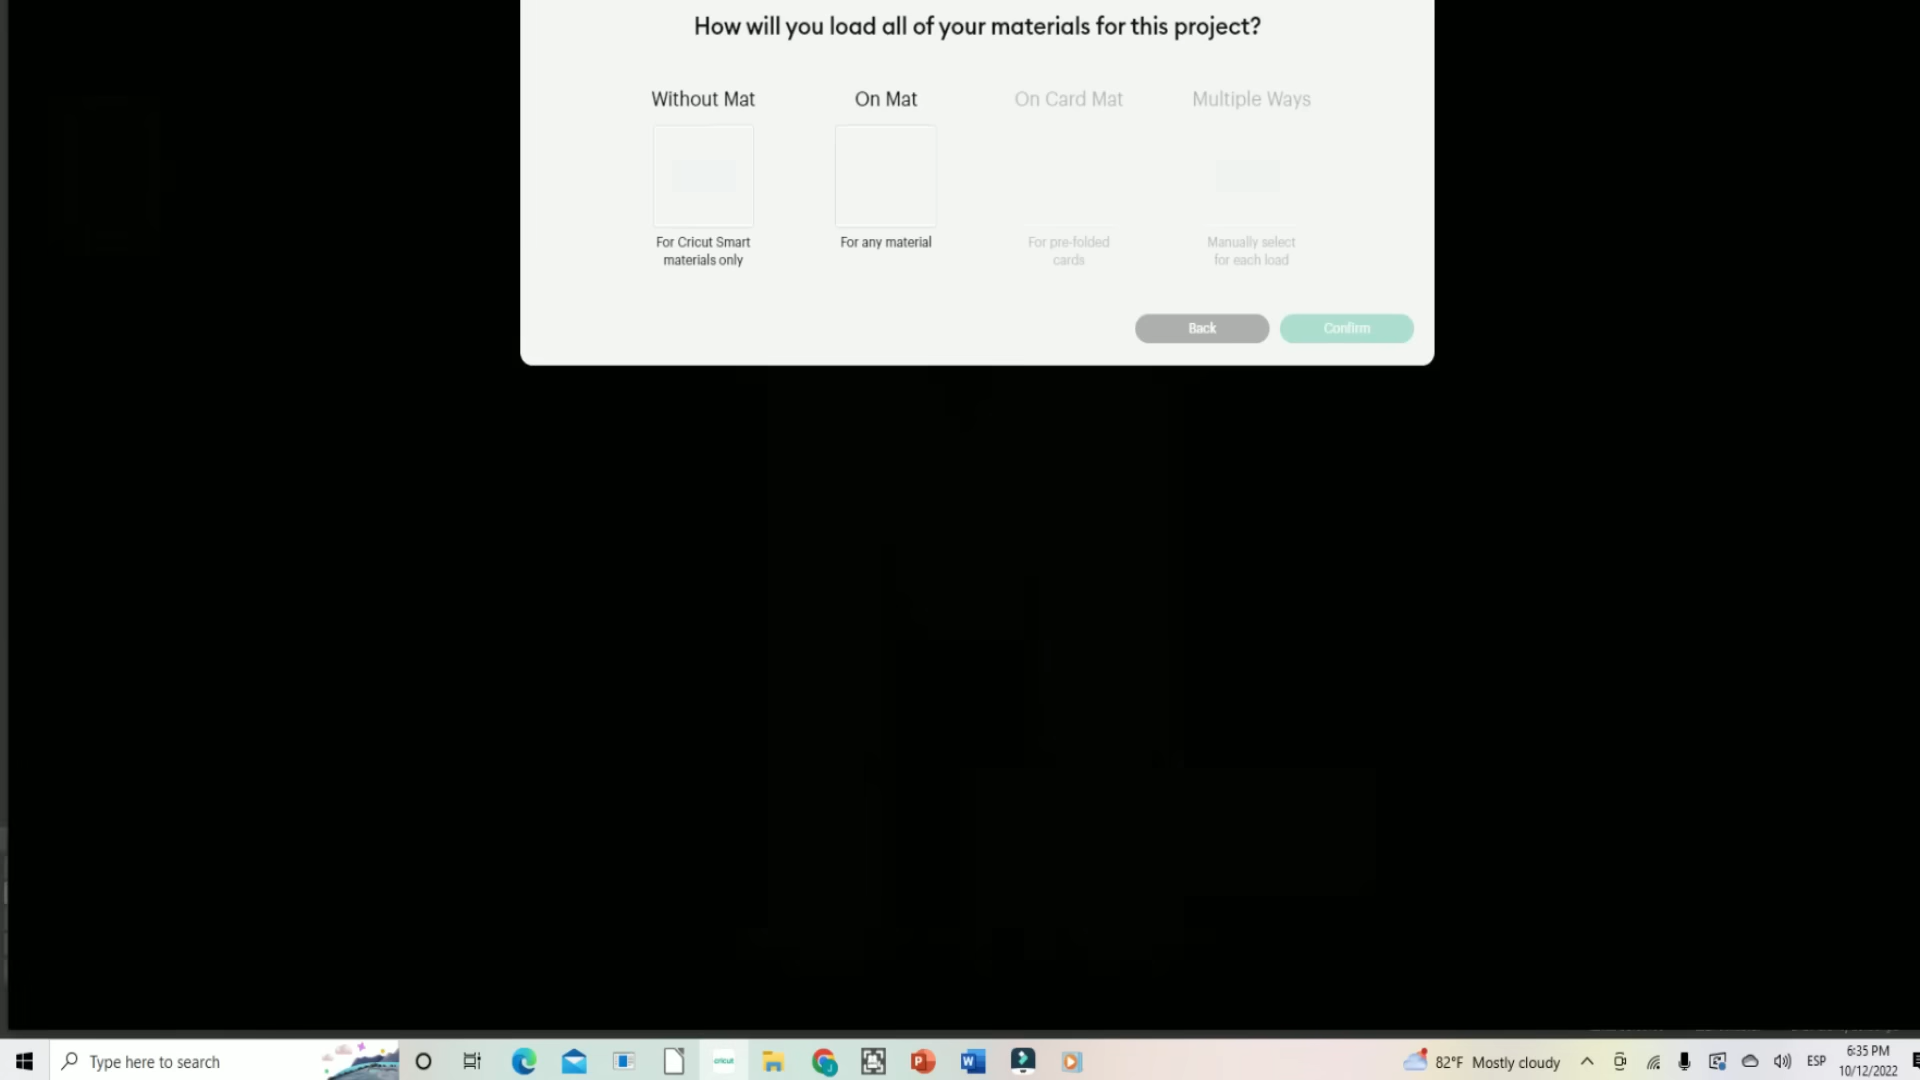 How will you load all of your materials for this project?
Without Mat
On Mat
On Card Mat
Multiple Ways
For Cricut Smart
materials only
For any material
For pre-folded
cards
Manually select
for each load
Back
Confirm
Type here to search
cricut
82°F Mostly cloudy
ESP
6:35 PM
10/12/2022